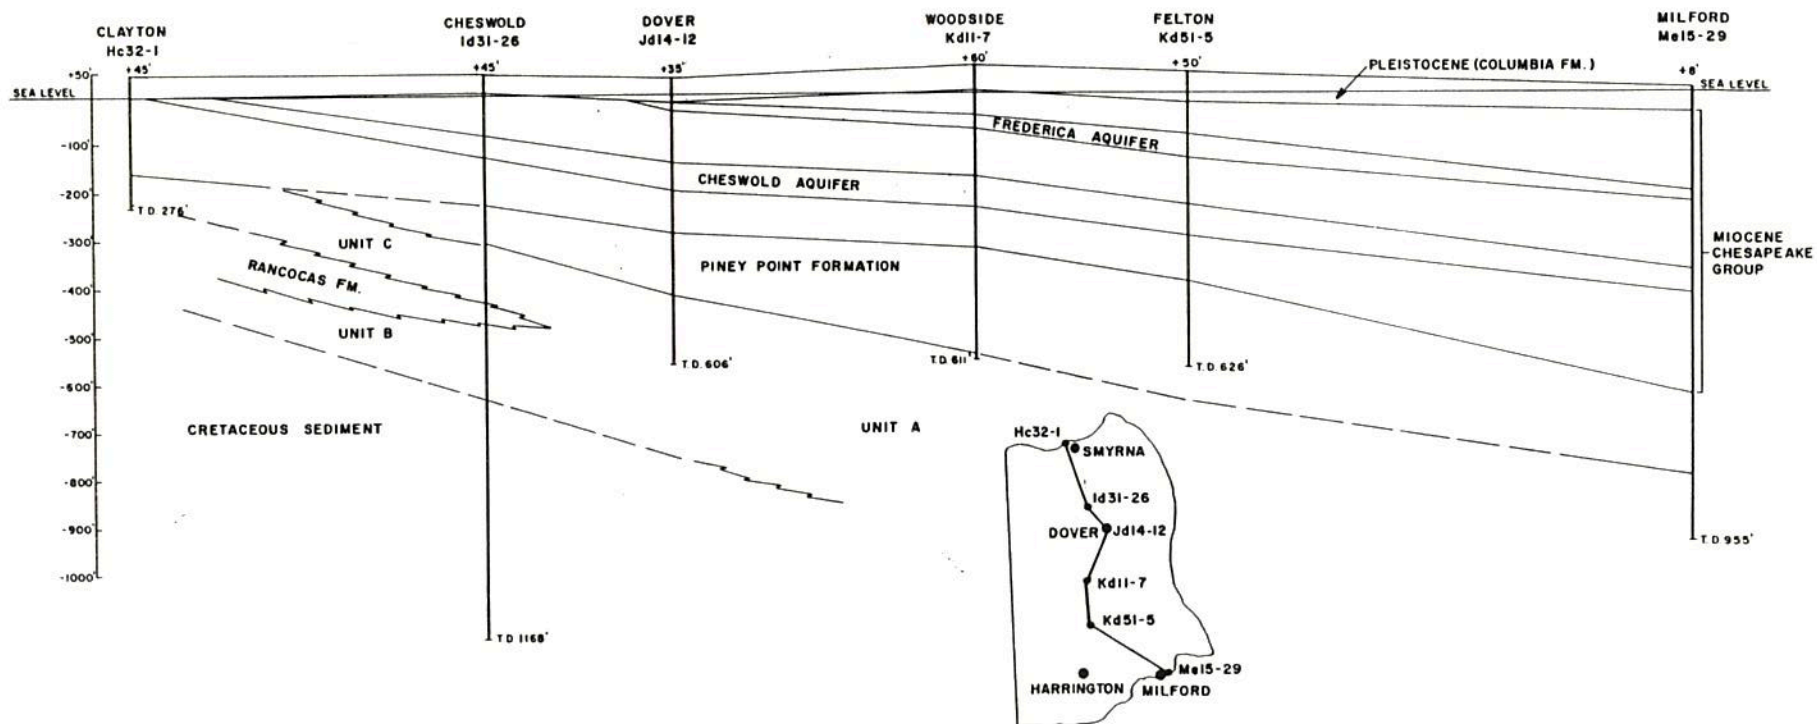 CLAYTON
Hc32-1
CHESWOLD
Id31-26
DOVER
Jd14-12
WOODSIDE
Kd11-7
FELTON
Kd51-5
MILFORD
Me15-29
+50'
+45'
+45'
+35'
+60'
+50'
+8'
PLEISTOCENE (COLUMBIA FM.)
SEA LEVEL
SEA LEVEL
FREDERICA AQUIFER
-100'
CHESWOLD AQUIFER
-200'
T.D. 276'
UNIT C
MIOCENE
CHESAPEAKE
GROUP
-300'
RANCOCAS FM.
PINEY POINT FORMATION
-400'
UNIT B
-500'
T.D. 606'
T.D. 611'
T.D. 626'
-600'
CRETACEOUS SEDIMENT
UNIT A
-700'
-800'
-900'
T.D. 955'
-1000'
T.D. 1168'
Hc32-1
SMYRNA
Id31-26
DOVER
Jd14-12
Kd11-7
Kd51-5
Me15-29
HARRINGTON
MILFORD